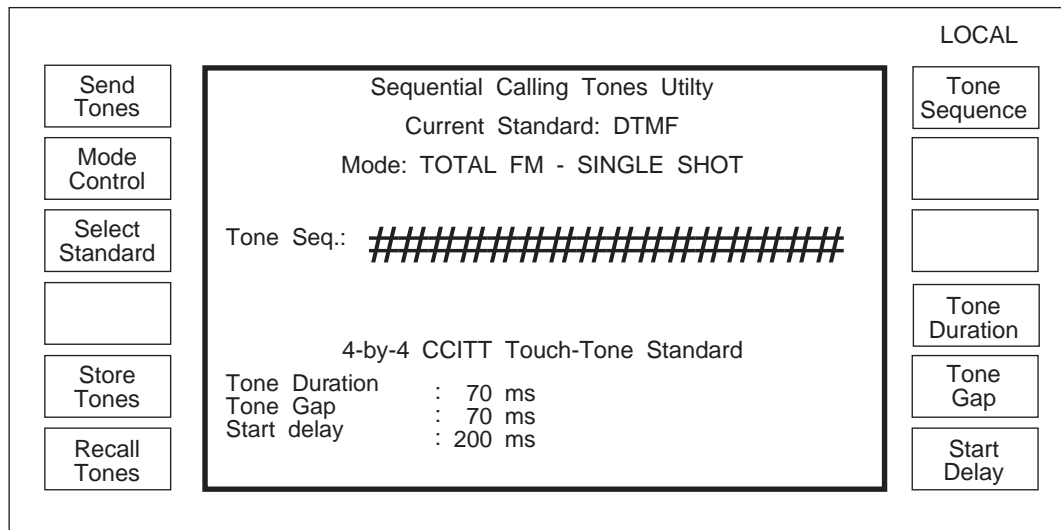 LOCAL
Send
Tones
Mode
Control
Select
Standard
Store
Tones
Recall
Tones
Sequential Calling Tones Utilty
Current Standard: DTMF
Mode: TOTAL FM - SINGLE SHOT
Tone Seq.: ################
4-by-4 CCITT Touch-Tone Standard
Tone Duration : 70 ms
Tone Gap : 70 ms
Start delay : 200 ms
Tone
Sequence
Tone
Duration
Tone
Gap
Start
Delay